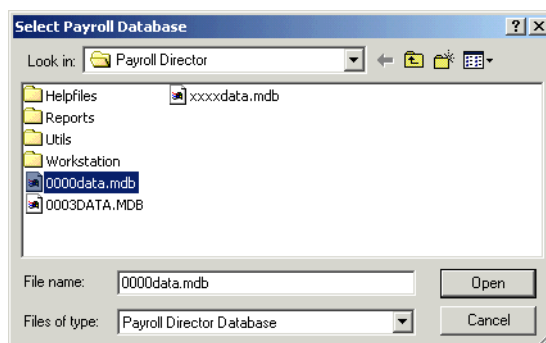 Select Payroll Database
Look in: Payroll Director
Helpfiles
Reports
Utils
Workstation
0000data.mdb
0003DATA.MDB
xxxxdata.mdb
File name: 0000data.mdb Open
Files of type: Payroll Director Database Cancel